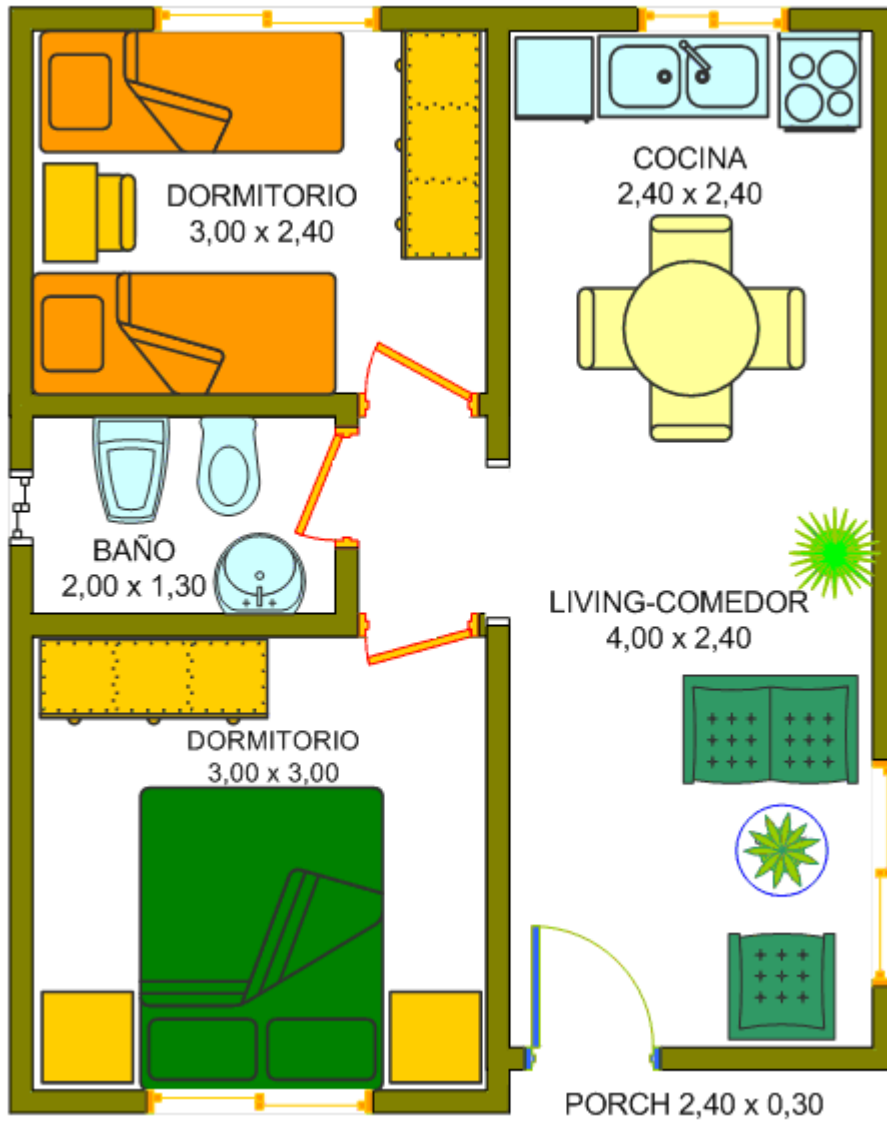 DORMITORIO
3,00 x 2,40
COCINA
2,40 x 2,40
BAÑO
2,00 x 1,30
LIVING-COMEDOR
4,00 x 2,40
DORMITORIO
3,00 x 3,00
PORCH 2,40 x 0,30